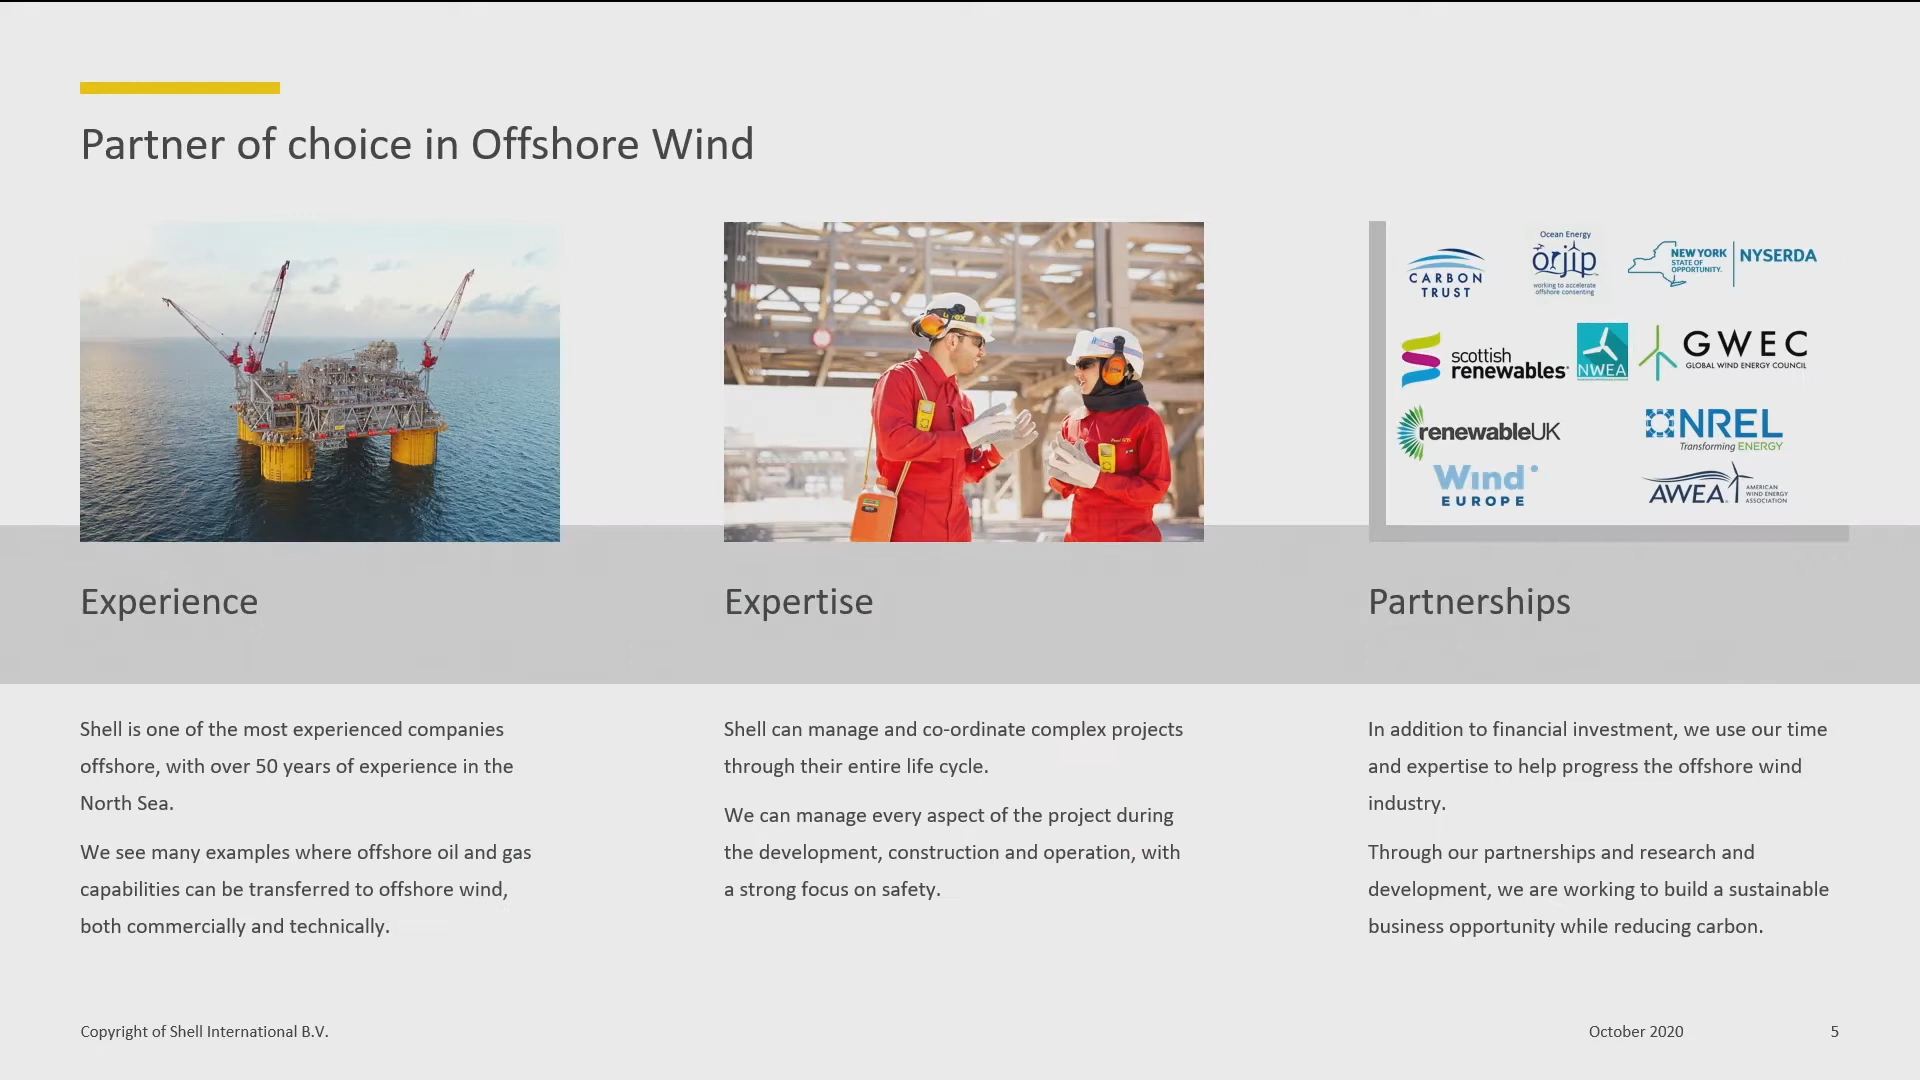 Partner of choice in Offshore Wind
CARBON
TRUST
Ocean Energy
orjip
working to accelerate
offshore consenting
NEW YORK
STATE OF
OPPORTUNITY.
NYSERDA
scottish
renewables
NWEA
GWEC
GLOBAL WIND ENERGY COUNCIL
renewableUK
NREL
Transforming ENERGY
Wind
EUROPE
AWEA
AMERICAN
WIND ENERGY
ASSOCIATION
Experience
Expertise
Partnerships
Shell is one of the most experienced companies
offshore, with over 50 years of experience in the
North Sea.
We see many examples where offshore oil and gas
capabilities can be transferred to offshore wind,
both commercially and technically.
Shell can manage and co-ordinate complex projects
through their entire life cycle.
We can manage every aspect of the project during
the development, construction and operation, with
a strong focus on safety.
In addition to financial investment, we use our time
and expertise to help progress the offshore wind
industry.
Through our partnerships and research and
development, we are working to build a sustainable
business opportunity while reducing carbon.
Copyright of Shell International B.V.
October 2020
5